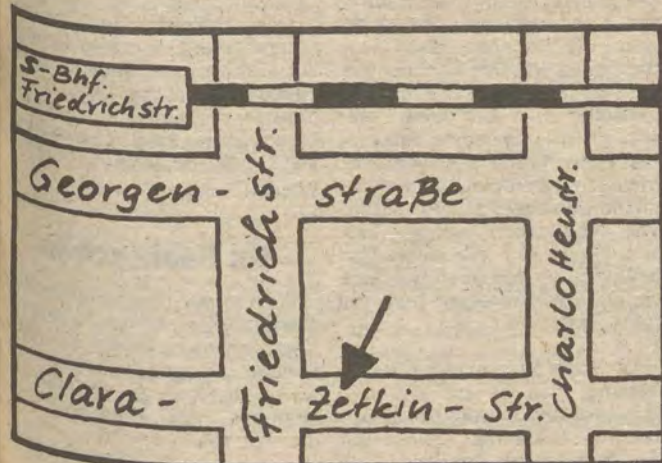 S-Bhf.
Friedrichstr.
Georgen- straße
Friedrichstr.
Charlottenstr.
Clara- Zetkin-Str.